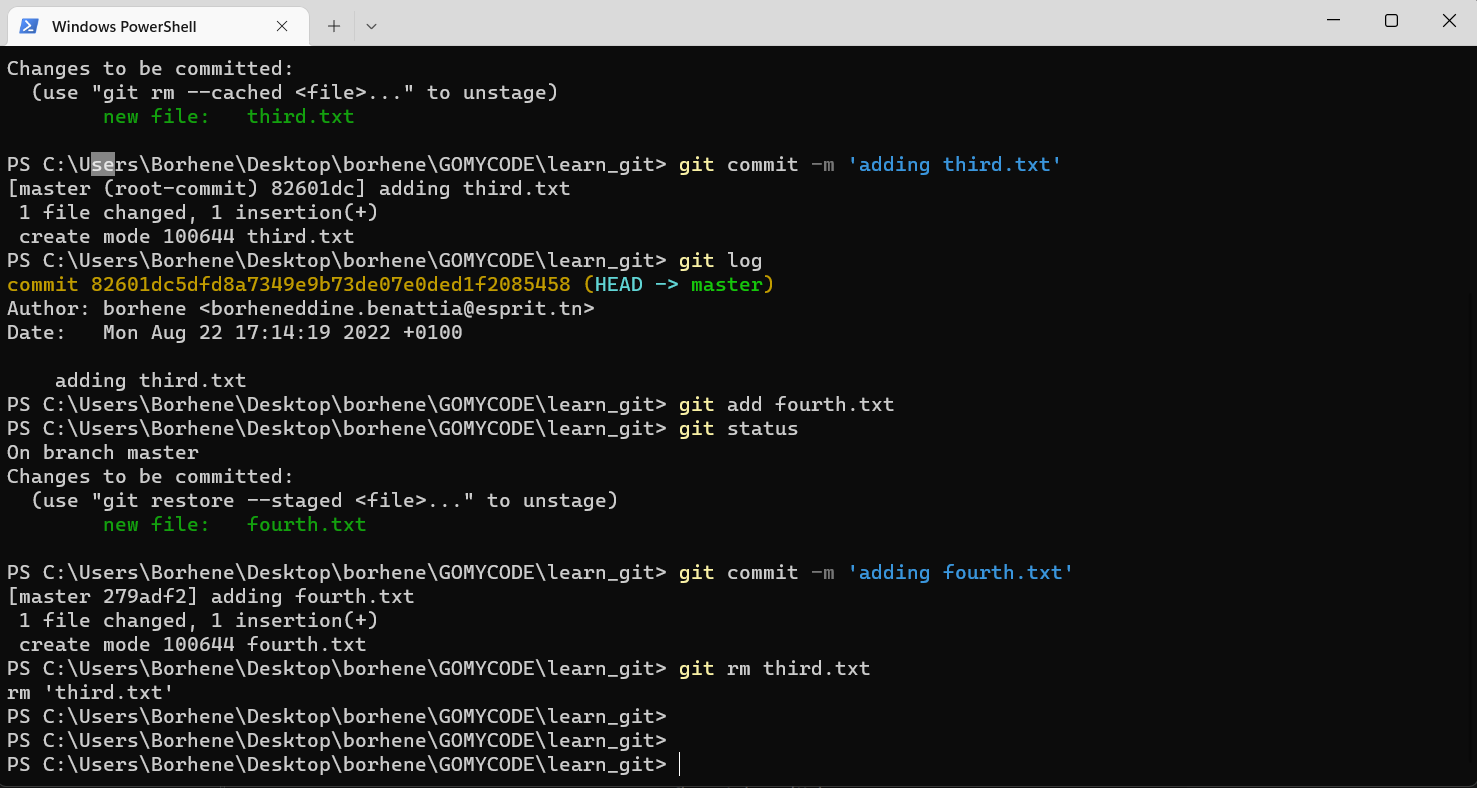 Windows PowerShell
Changes to be committed:
  (use "git rm --cached <file>..." to unstage)
        new file:   third.txt

PS C:\Users\Borhene\Desktop\borhene\GOMYCODE\learn_git> git commit -m 'adding third.txt'
[master (root-commit) 82601dc] adding third.txt
 1 file changed, 1 insertion(+)
 create mode 100644 third.txt
PS C:\Users\Borhene\Desktop\borhene\GOMYCODE\learn_git> git log
commit 82601dc5dfd8a7349e9b73de07e0ded1f2085458 (HEAD -> master)
Author: borhene <borheneddine.benattia@esprit.tn>
Date:   Mon Aug 22 17:14:19 2022 +0100

    adding third.txt
PS C:\Users\Borhene\Desktop\borhene\GOMYCODE\learn_git> git add fourth.txt
PS C:\Users\Borhene\Desktop\borhene\GOMYCODE\learn_git> git status
On branch master
Changes to be committed:
  (use "git restore --staged <file>..." to unstage)
        new file:   fourth.txt

PS C:\Users\Borhene\Desktop\borhene\GOMYCODE\learn_git> git commit -m 'adding fourth.txt'
[master 279adf2] adding fourth.txt
 1 file changed, 1 insertion(+)
 create mode 100644 fourth.txt
PS C:\Users\Borhene\Desktop\borhene\GOMYCODE\learn_git> git rm third.txt
rm 'third.txt'
PS C:\Users\Borhene\Desktop\borhene\GOMYCODE\learn_git>
PS C:\Users\Borhene\Desktop\borhene\GOMYCODE\learn_git>
PS C:\Users\Borhene\Desktop\borhene\GOMYCODE\learn_git>